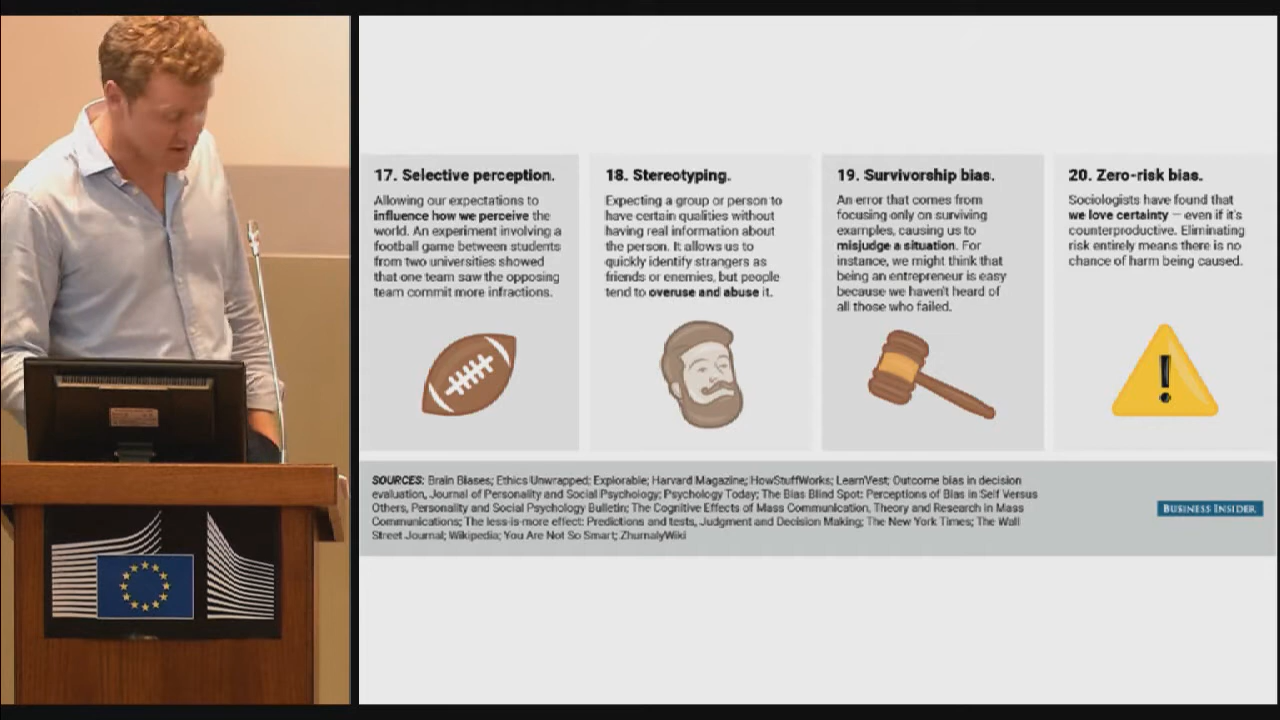 17. Selective perception.
Allowing our expectations to
influence how we perceive the
world. An experiment involving a
football game between students
from two universities showed
that one team saw the opposing
team commit more infractions.
18. Stereotyping.
Expecting a group or person to
have certain qualities without
having real information about
the person. It allows us to
quickly identify strangers as
friends or enemies, but people
tend to overuse and abuse it.
19. Survivorship bias.
An error that comes from
focusing only on surviving
examples, causing us to
misjudge a situation. For
instance, we might think that
being an entrepreneur is easy
because we haven't heard of
all those who failed.
20. Zero-risk bias.
Sociologists have found that
we love certainty – even if it's
counterproductive. Eliminating
risk entirely means there is no
chance of harm being caused.
SOURCES: Brain Biases; Ethics Unwrapped; Explorable; Harvard Magazine; HowStuffWorks; LearnVest; Outcome bias in decision
evaluation, Journal of Personality and Social Psychology; Psychology Today; The Bias Blind Spot: Perceptions of Bias in Self Versus
Others, Personality and Social Psychology Bulletin; The Cognitive Effects of Mass Communication, Theory and Research in Mass
Communications; The less-is-more effect: Predictions and tests, Judgment and Decision Making; The New York Times; The Wall
Street Journal; Wikipedia; You Are Not So Smart; ZhurnalyWiki
BUSINESS INSIDER